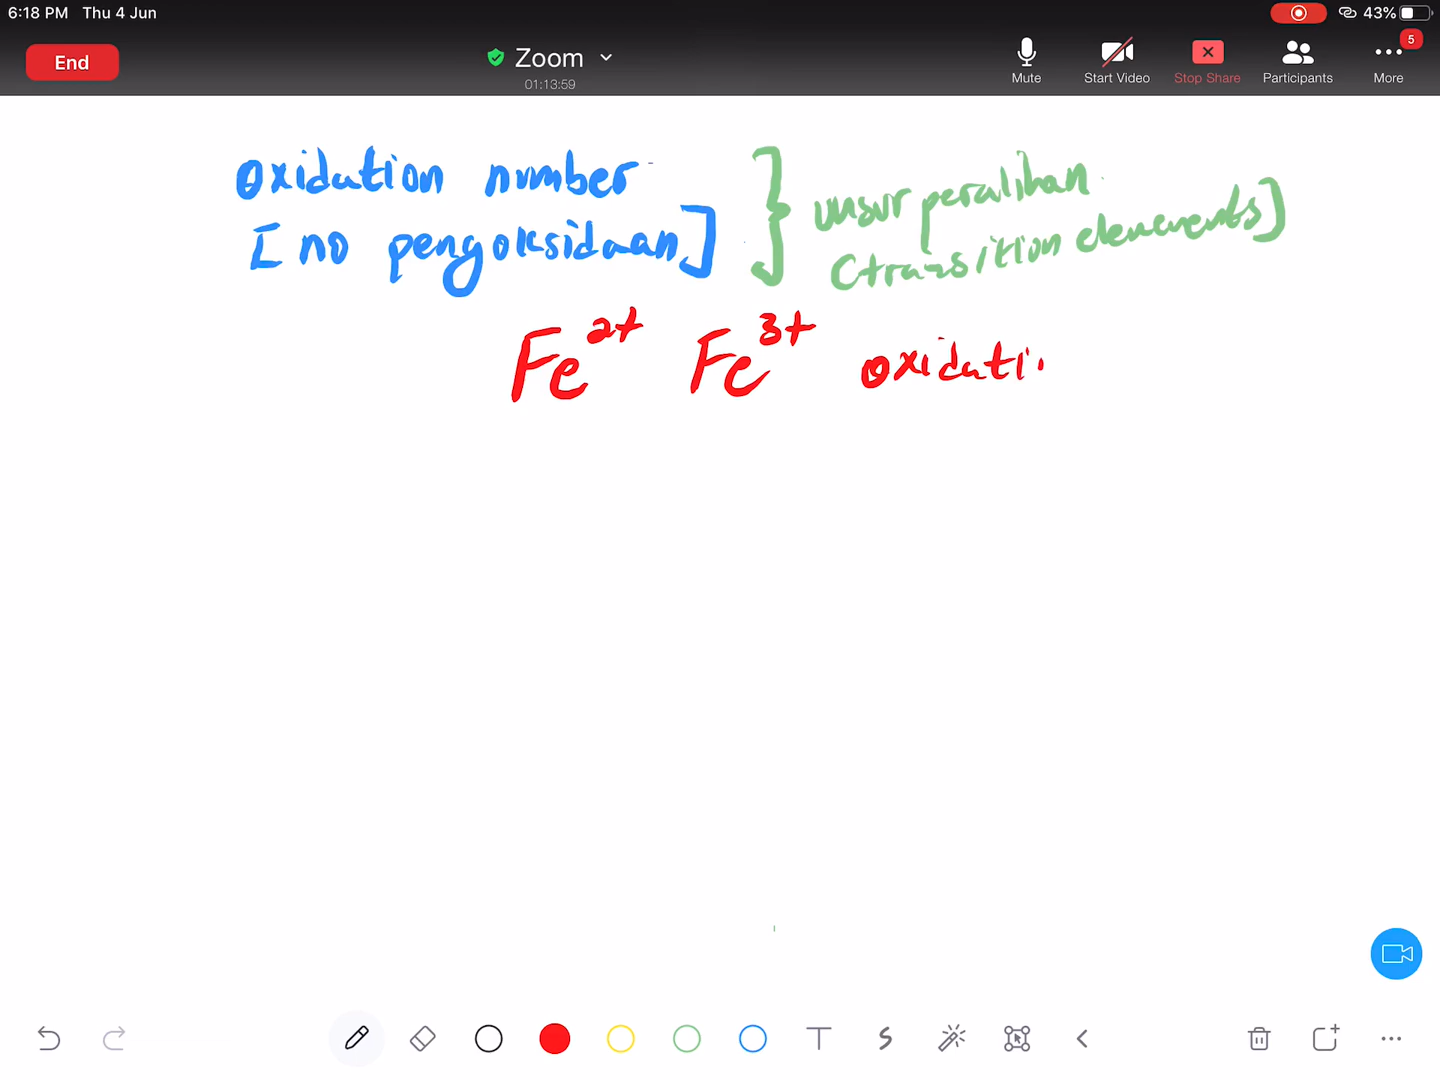 6:18 PM Thu 4 Jun
43%
End
Zoom
01:13:59
Mute
Start Video
Stop Share
Participants
5
More
oxidation number
[no pengoksidaan]
unsur peralihan
(transition elements]
Fe2+ Fe3+ oxidati
T